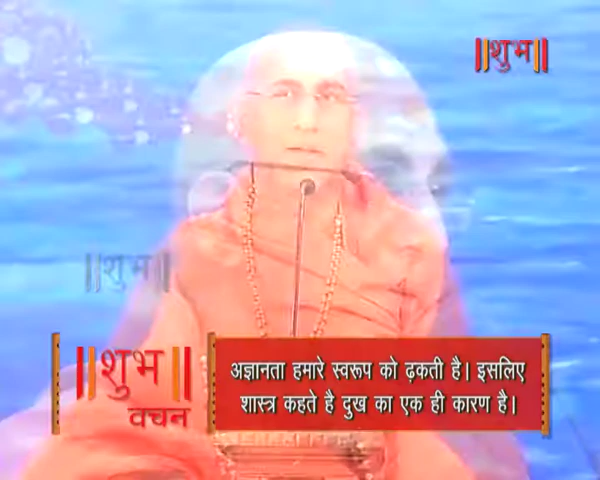 ||शुभ||
||शुभ||
||शुभ||
वचन
अज्ञानता हमारे स्वरूप को ढ़कती है। इसलिए
शास्त्र कहते है दुख का एक ही कारण है।